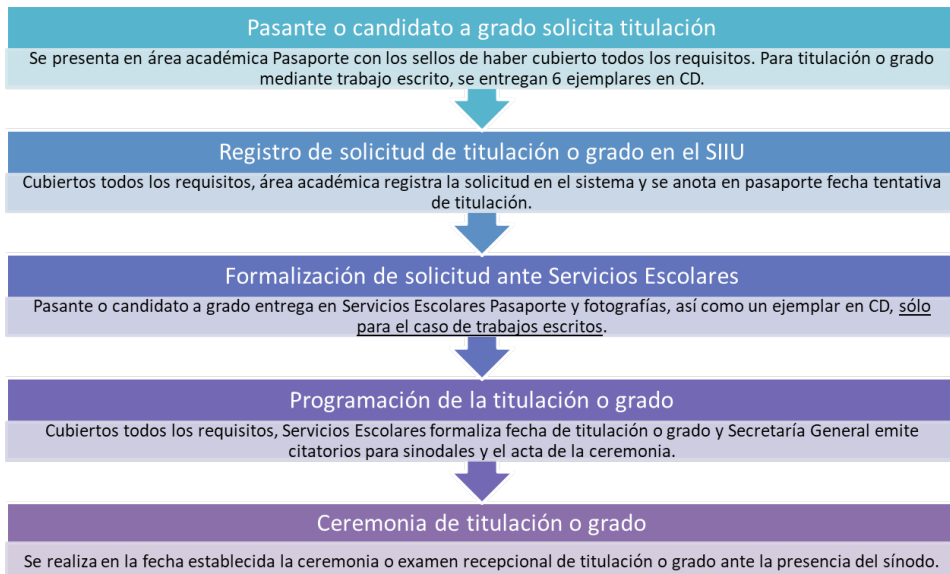 Pasante o candidato a grado solicita titulación
Se presenta en área académica Pasaporte con los sellos de haber cubierto todos los requisitos. Para titulación o grado
mediante trabajo escrito, se entregan 6 ejemplares en CD.
Registro de solicitud de titulación o grado en el SIIU
Cubiertos todos los requisitos, área académica registra la solicitud en el sistema y se anota en pasaporte fecha tentativa
de titulación.
Formalización de solicitud ante Servicios Escolares
Pasante o candidato a grado entrega en Servicios Escolares Pasaporte y fotografías, así como un ejemplar en CD, sólo
para el caso de trabajos escritos.
Programación de la titulación o grado
Cubiertos todos los requisitos, Servicios Escolares formaliza fecha de titulación o grado y Secretaría General emite
citatorios para sinodales y el acta de la ceremonia.
Ceremonia de titulación o grado
Se realiza en la fecha establecida la ceremonia o examen recepcional de titulación o grado ante la presencia del sínodo.